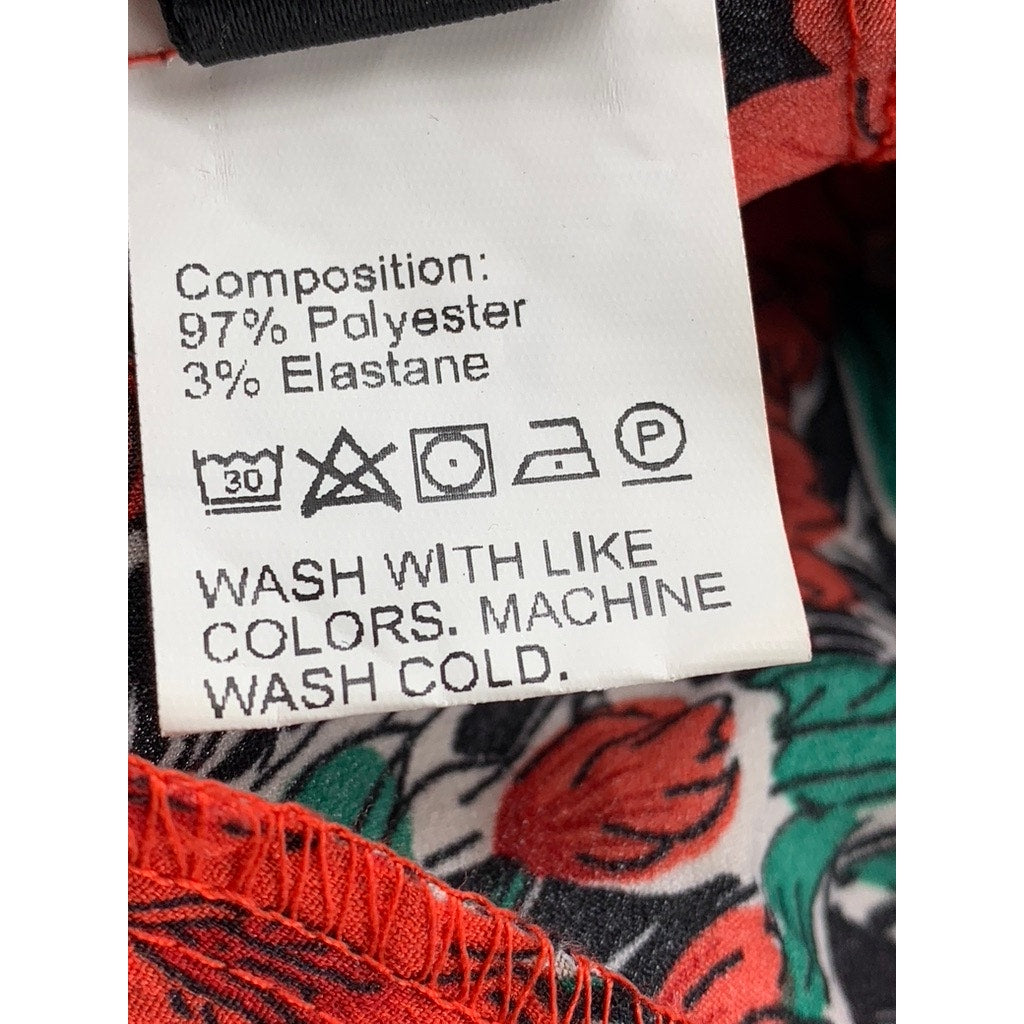 Composition:
97% Polyester
3% Elastane
30 P
WASH WITH LIKE
COLORS. MACHINE
WASH COLD.